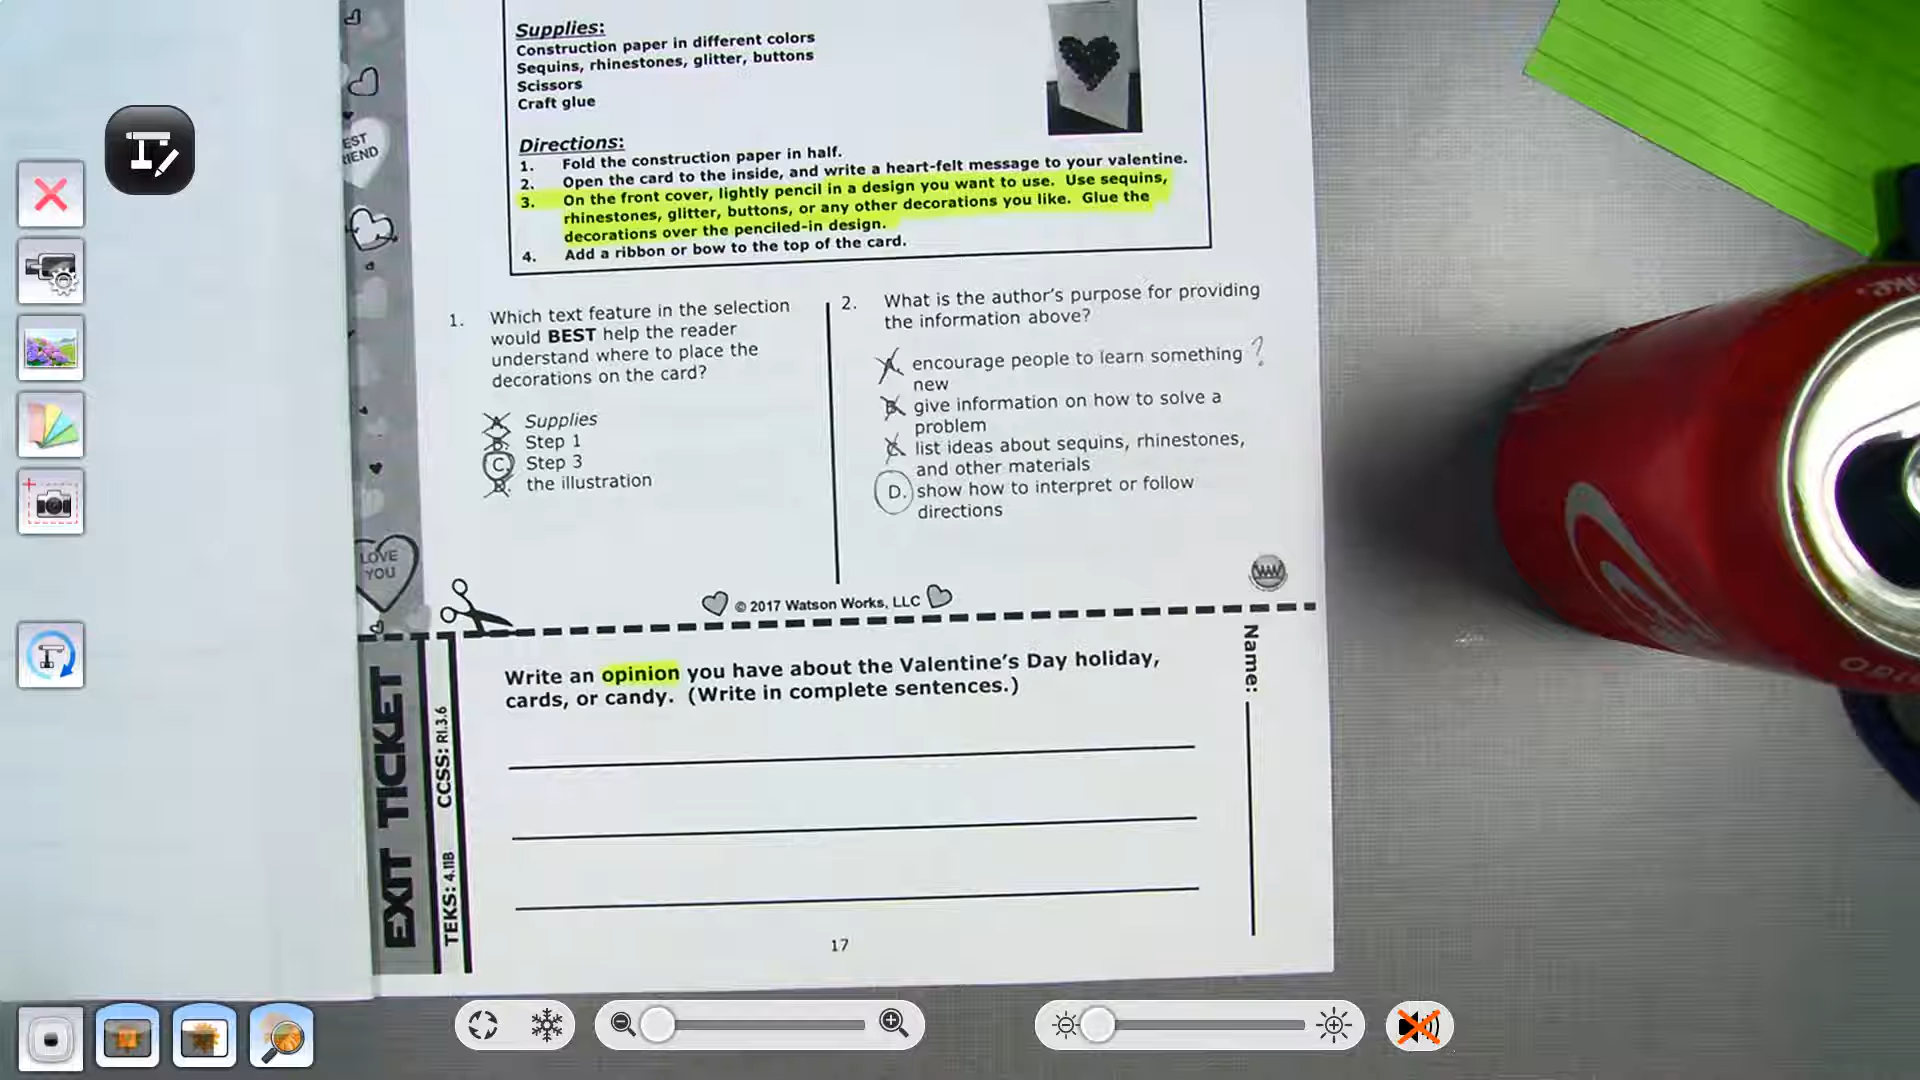 Supplies:
Construction paper in different colors
Sequins, rhinestones, glitter, buttons
Scissors
Craft glue
Directions:
1. Fold the construction paper in half.
2. Open the card to the inside, and write a heart-felt message to your valentine.
3. On the front cover, lightly pencil in a design you want to use. Use sequins,
rhinestones, glitter, buttons, or any other decorations you like. Glue the
decorations over the penciled-in design.
4. Add a ribbon or bow to the top of the card.
1. Which text feature in the selection
would BEST help the reader
understand where to place the
decorations on the card?
A. Supplies
B. Step 1
C. Step 3
D. the illustration
2. What is the author's purpose for providing
the information above?
A. encourage people to learn something ?
new
B. give information on how to solve a
problem
C. list ideas about sequins, rhinestones,
and other materials
D. show how to interpret or follow
directions
LOVE
YOU
© 2017 Watson Works, LLC
EXIT TICKET
TEKS: 4.11B CCSS: RI.3.6
Write an opinion you have about the Valentine's Day holiday,
cards, or candy. (Write in complete sentences.)
Name:
17